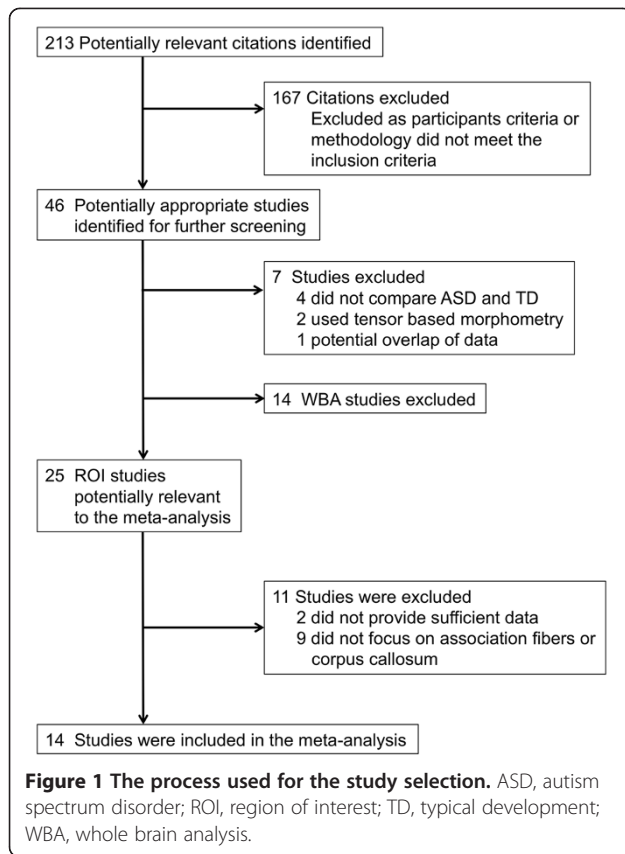 213 Potentially relevant citations identified
167 Citations excluded
Excluded as participants criteria or
methodology did not meet the
inclusion criteria
46 Potentially appropriate studies
identified for further screening
7 Studies excluded
4 did not compare ASD and TD
2 used tensor based morphometry
1 potential overlap of data
14 WBA studies excluded
25 ROI studies
potentially relevant
to the meta-analysis
11 Studies were excluded
2 did not provide sufficient data
9 did not focus on association fibers or
corpus callosum
14 Studies were included in the meta-analysis
Figure 1 The process used for the study selection. ASD, autism
spectrum disorder; ROI, region of interest; TD, typical development;
WBA, whole brain analysis.